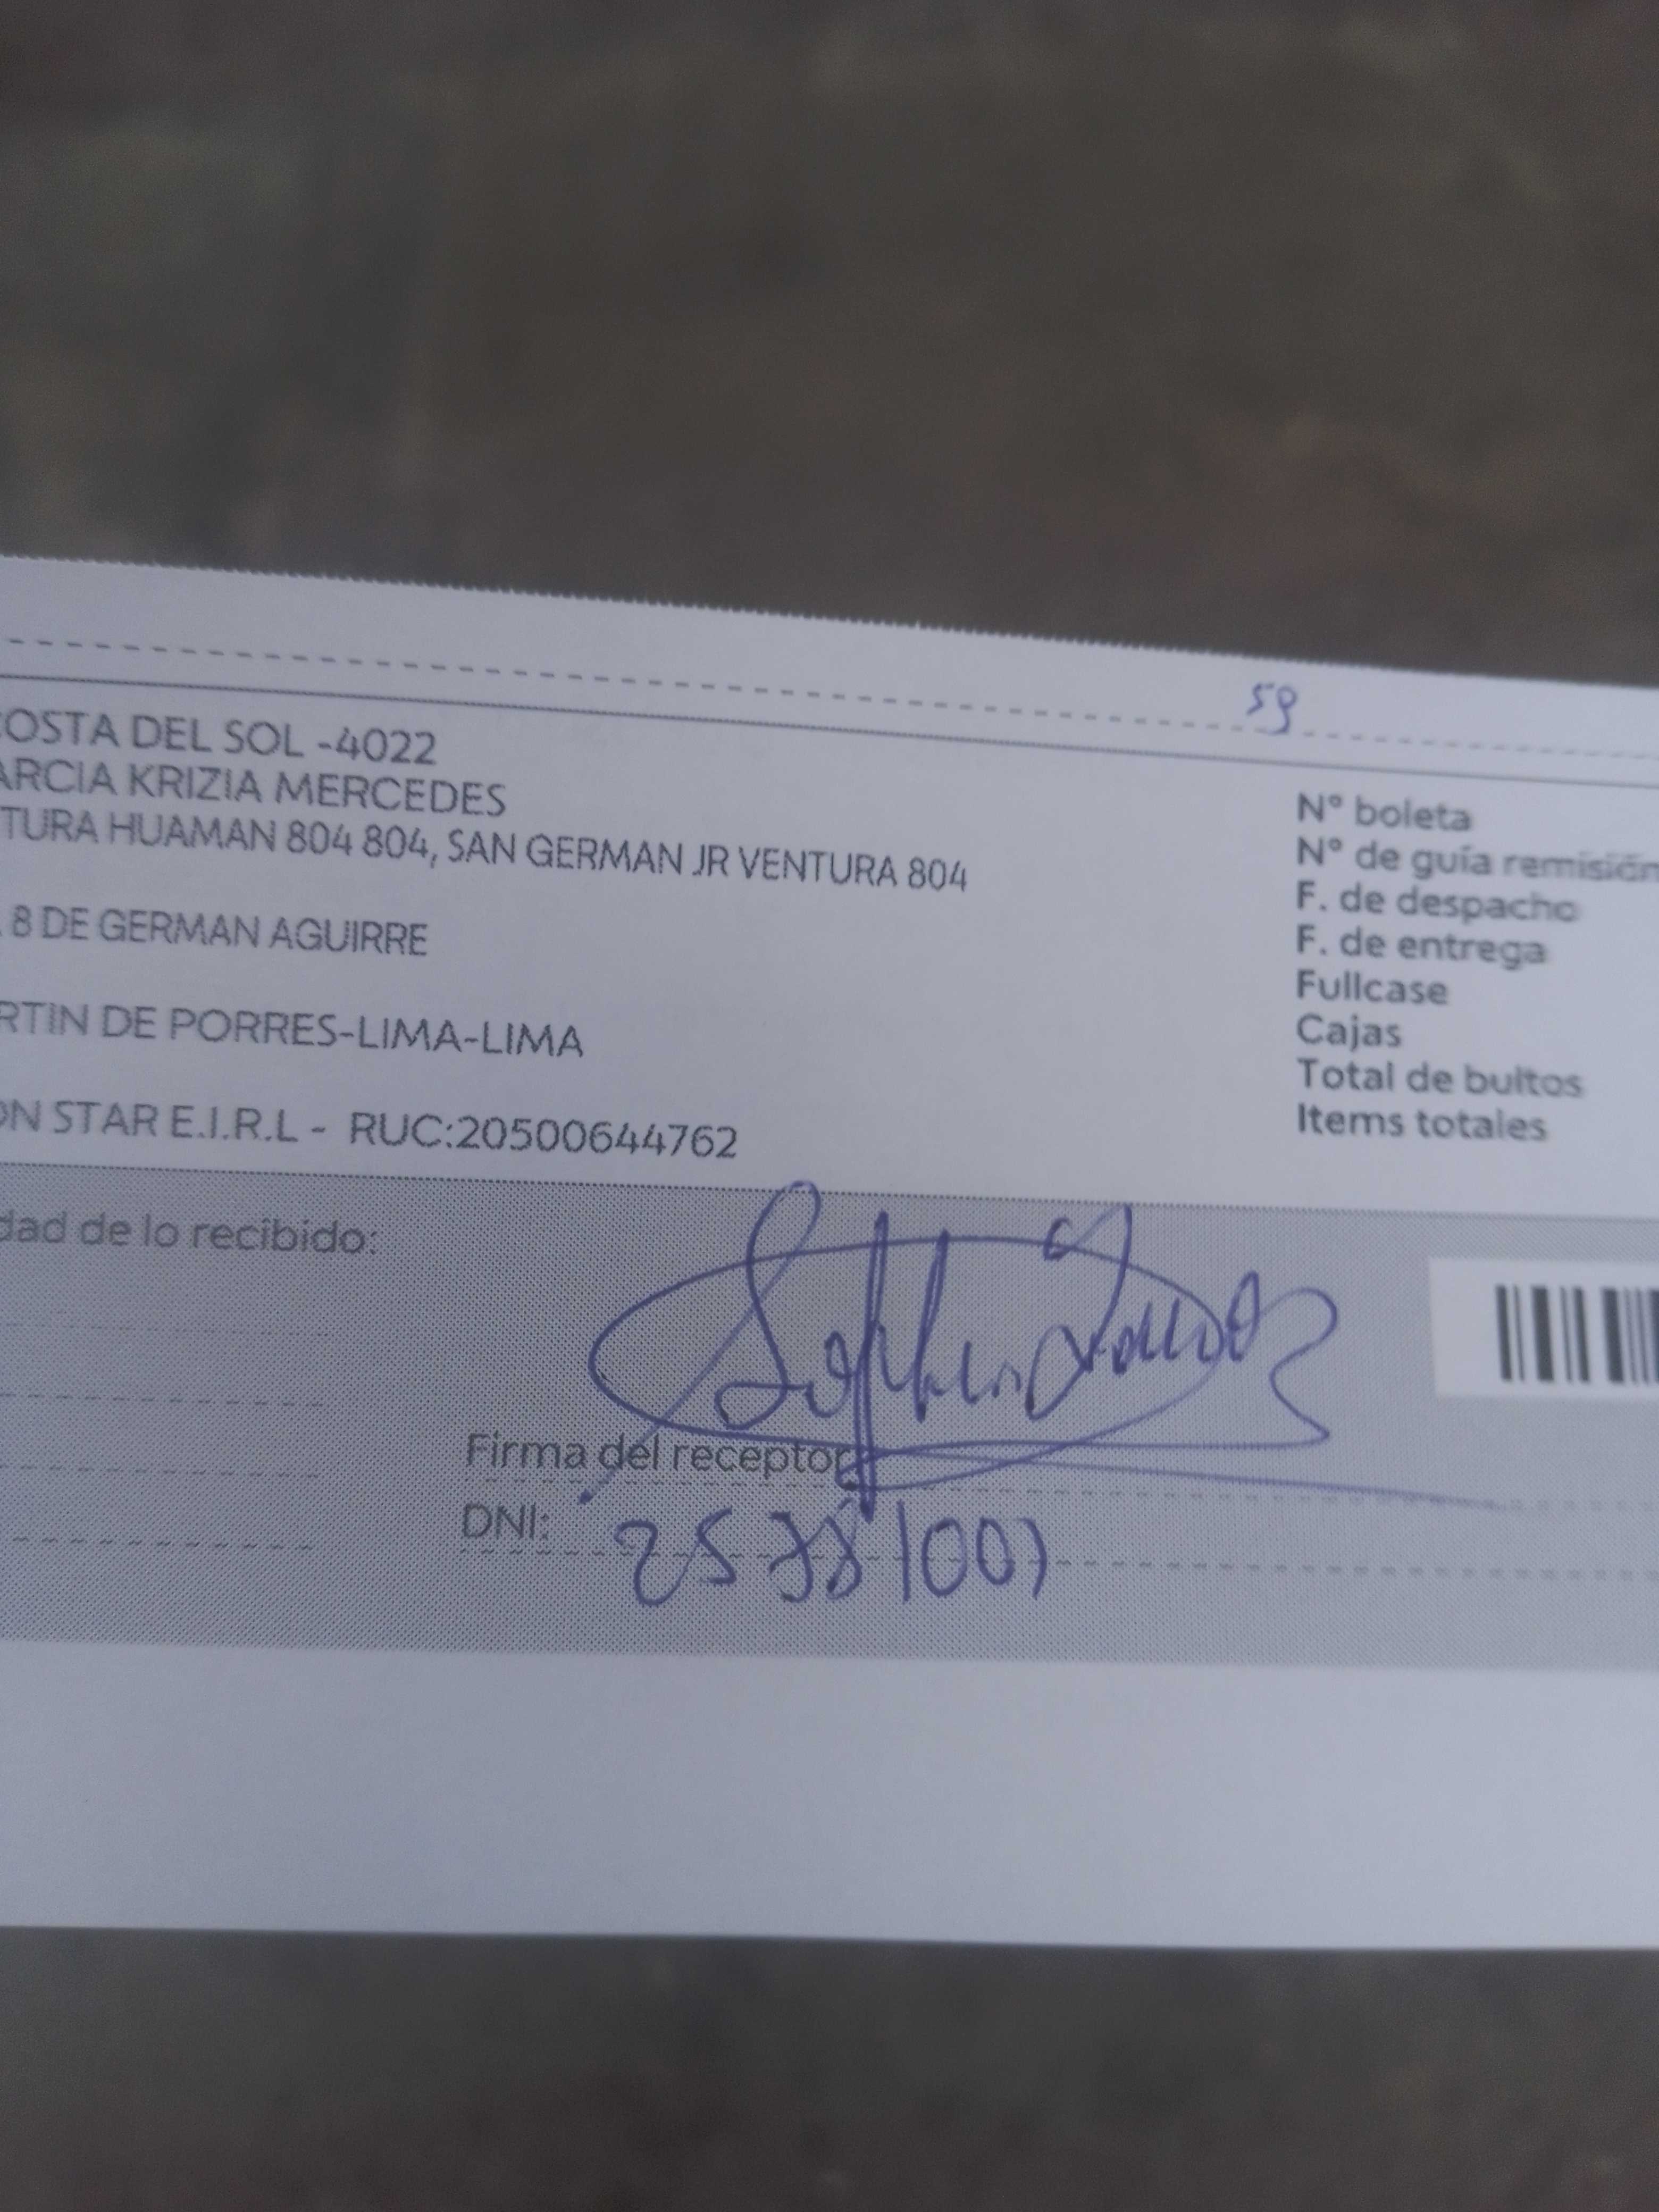 59
COSTA DEL SOL -4022
ARCIA KRIZIA MERCEDES
TURA HUAMAN 804 804, SAN GERMAN JR VENTURA 804
8 DE GERMAN AGUIRRE
RTIN DE PORRES-LIMA-LIMA
ON STAR E.I.R.L - RUC:20500644762
N° boleta
N° de guía remisión
F. de despacho
F. de entrega
Fullcase
Cajas
Total de bultos
Items totales
dad de lo recibido:
Firma del receptor
DNI: 25781007